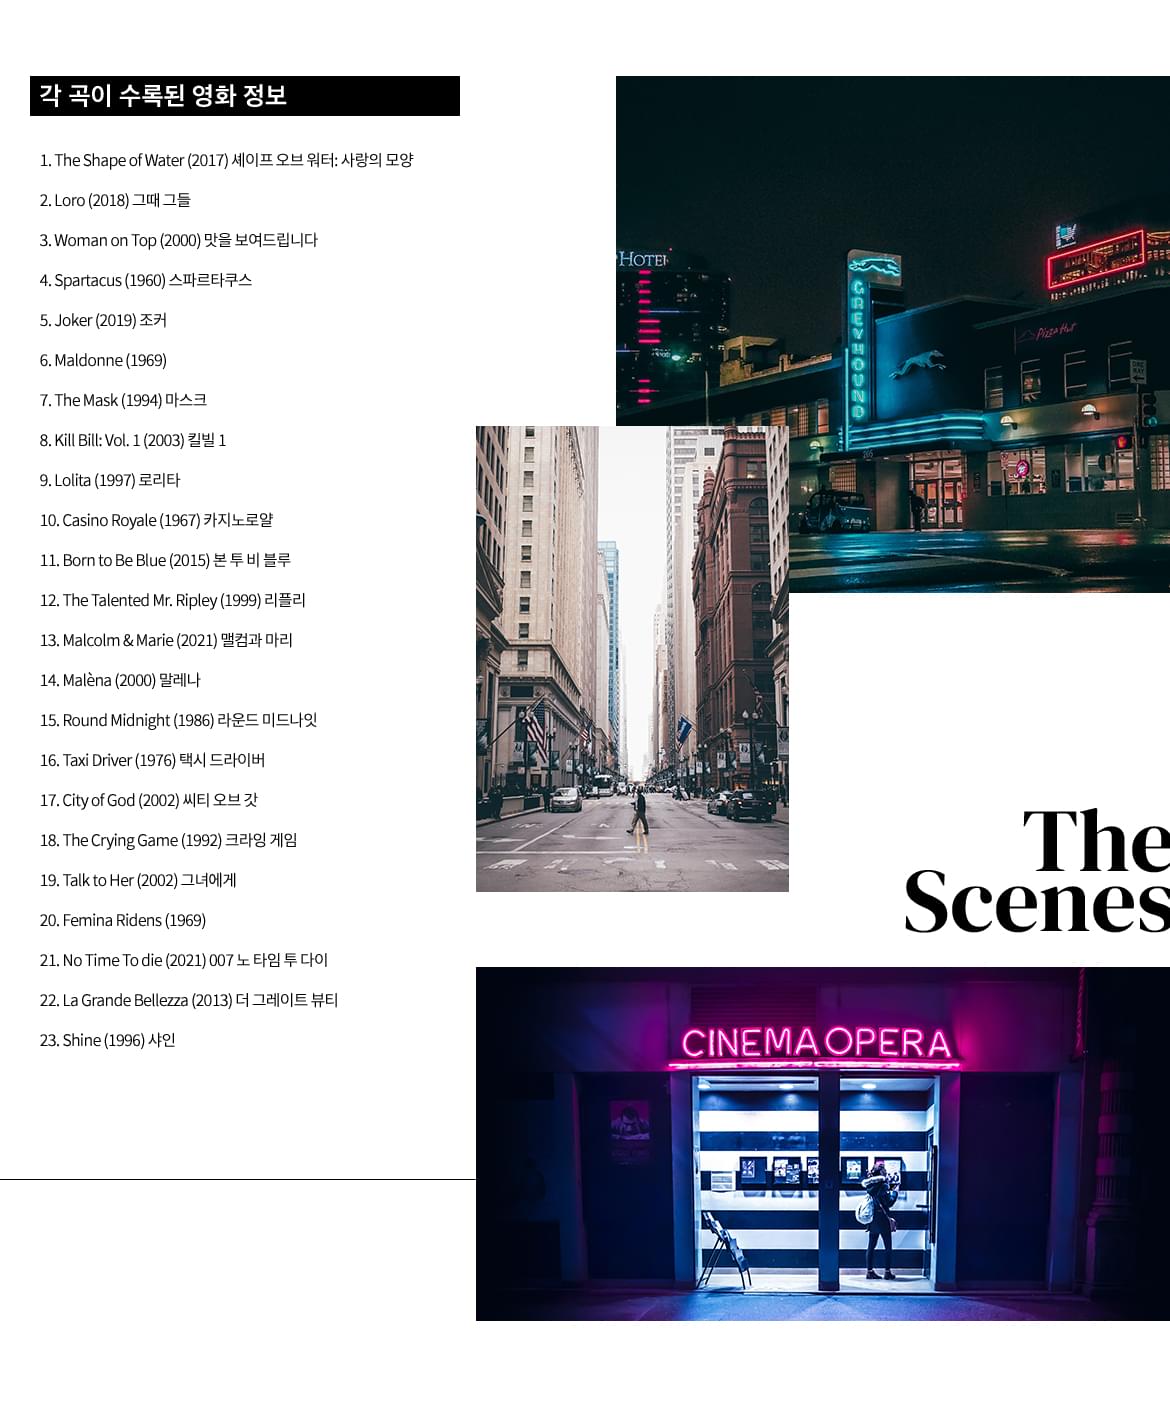 각 곡이 수록된 영화 정보
1. The Shape of Water (2017) 셰이프 오브 워터: 사랑의 모양
2. Loro (2018) 그때 그들
3. Woman on Top (2000) 맛을 보여드립니다
4. Spartacus (1960) 스파르타쿠스
5. Joker (2019) 조커
6. Maldonne (1969)
7. The Mask (1994) 마스크
8. Kill Bill: Vol. 1 (2003) 킬빌 1
9. Lolita (1997) 로리타
10. Casino Royale (1967) 카지노로얄
11. Born to Be Blue (2015) 본 투 비 블루
12. The Talented Mr. Ripley (1999) 리플리
13. Malcolm & Marie (2021) 맬컴과 마리
14. Malèna (2000) 말레나
15. Round Midnight (1986) 라운드 미드나잇
16. Taxi Driver (1976) 택시 드라이버
17. City of God (2002) 씨티 오브 갓
18. The Crying Game (1992) 크라잉 게임
19. Talk to Her (2002) 그녀에게
20. Femina Ridens (1969)
21. No Time To die (2021) 007 노 타임 투 다이
22. La Grande Bellezza (2013) 더 그레이트 뷰티
23. Shine (1996) 샤인
HOTEL
GREYHOUND
Pizza Hut
ONE WAY
205
The
Scenes
CINEMA OPERA